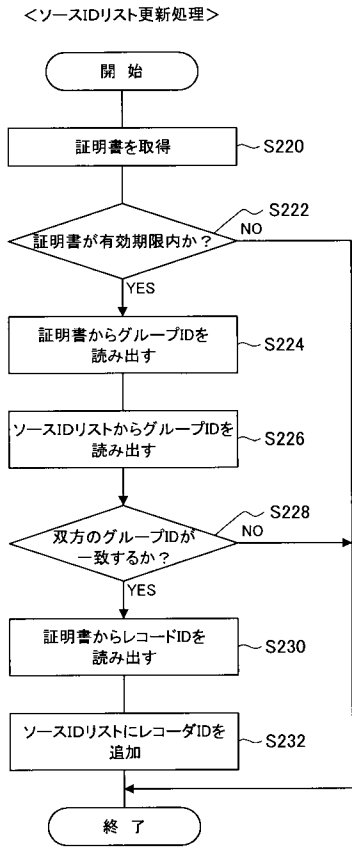 ＜ソースIDリスト更新処理＞
開 始
証明書を取得
S220
証明書が有効期限内か？
S222
NO
YES
証明書からグループIDを
読み出す
S224
ソースIDリストからグループIDを
読み出す
S226
双方のグループIDが
一致するか？
S228
NO
YES
証明書からレコードIDを
読み出す
S230
ソースIDリストにレコーダIDを
追加
S232
終 了